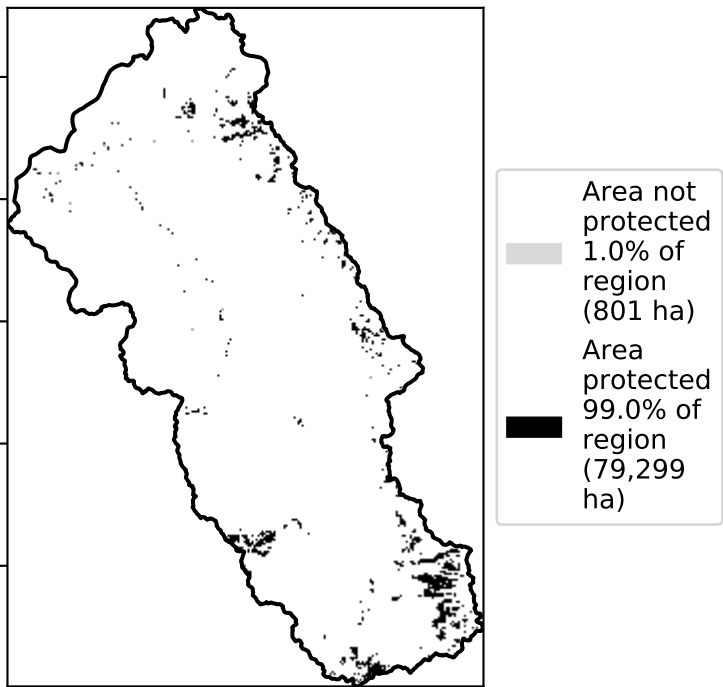 Area not
protected
1.0% of
region
(801 ha)
Area
protected
99.0% of
region
(79,299
ha)